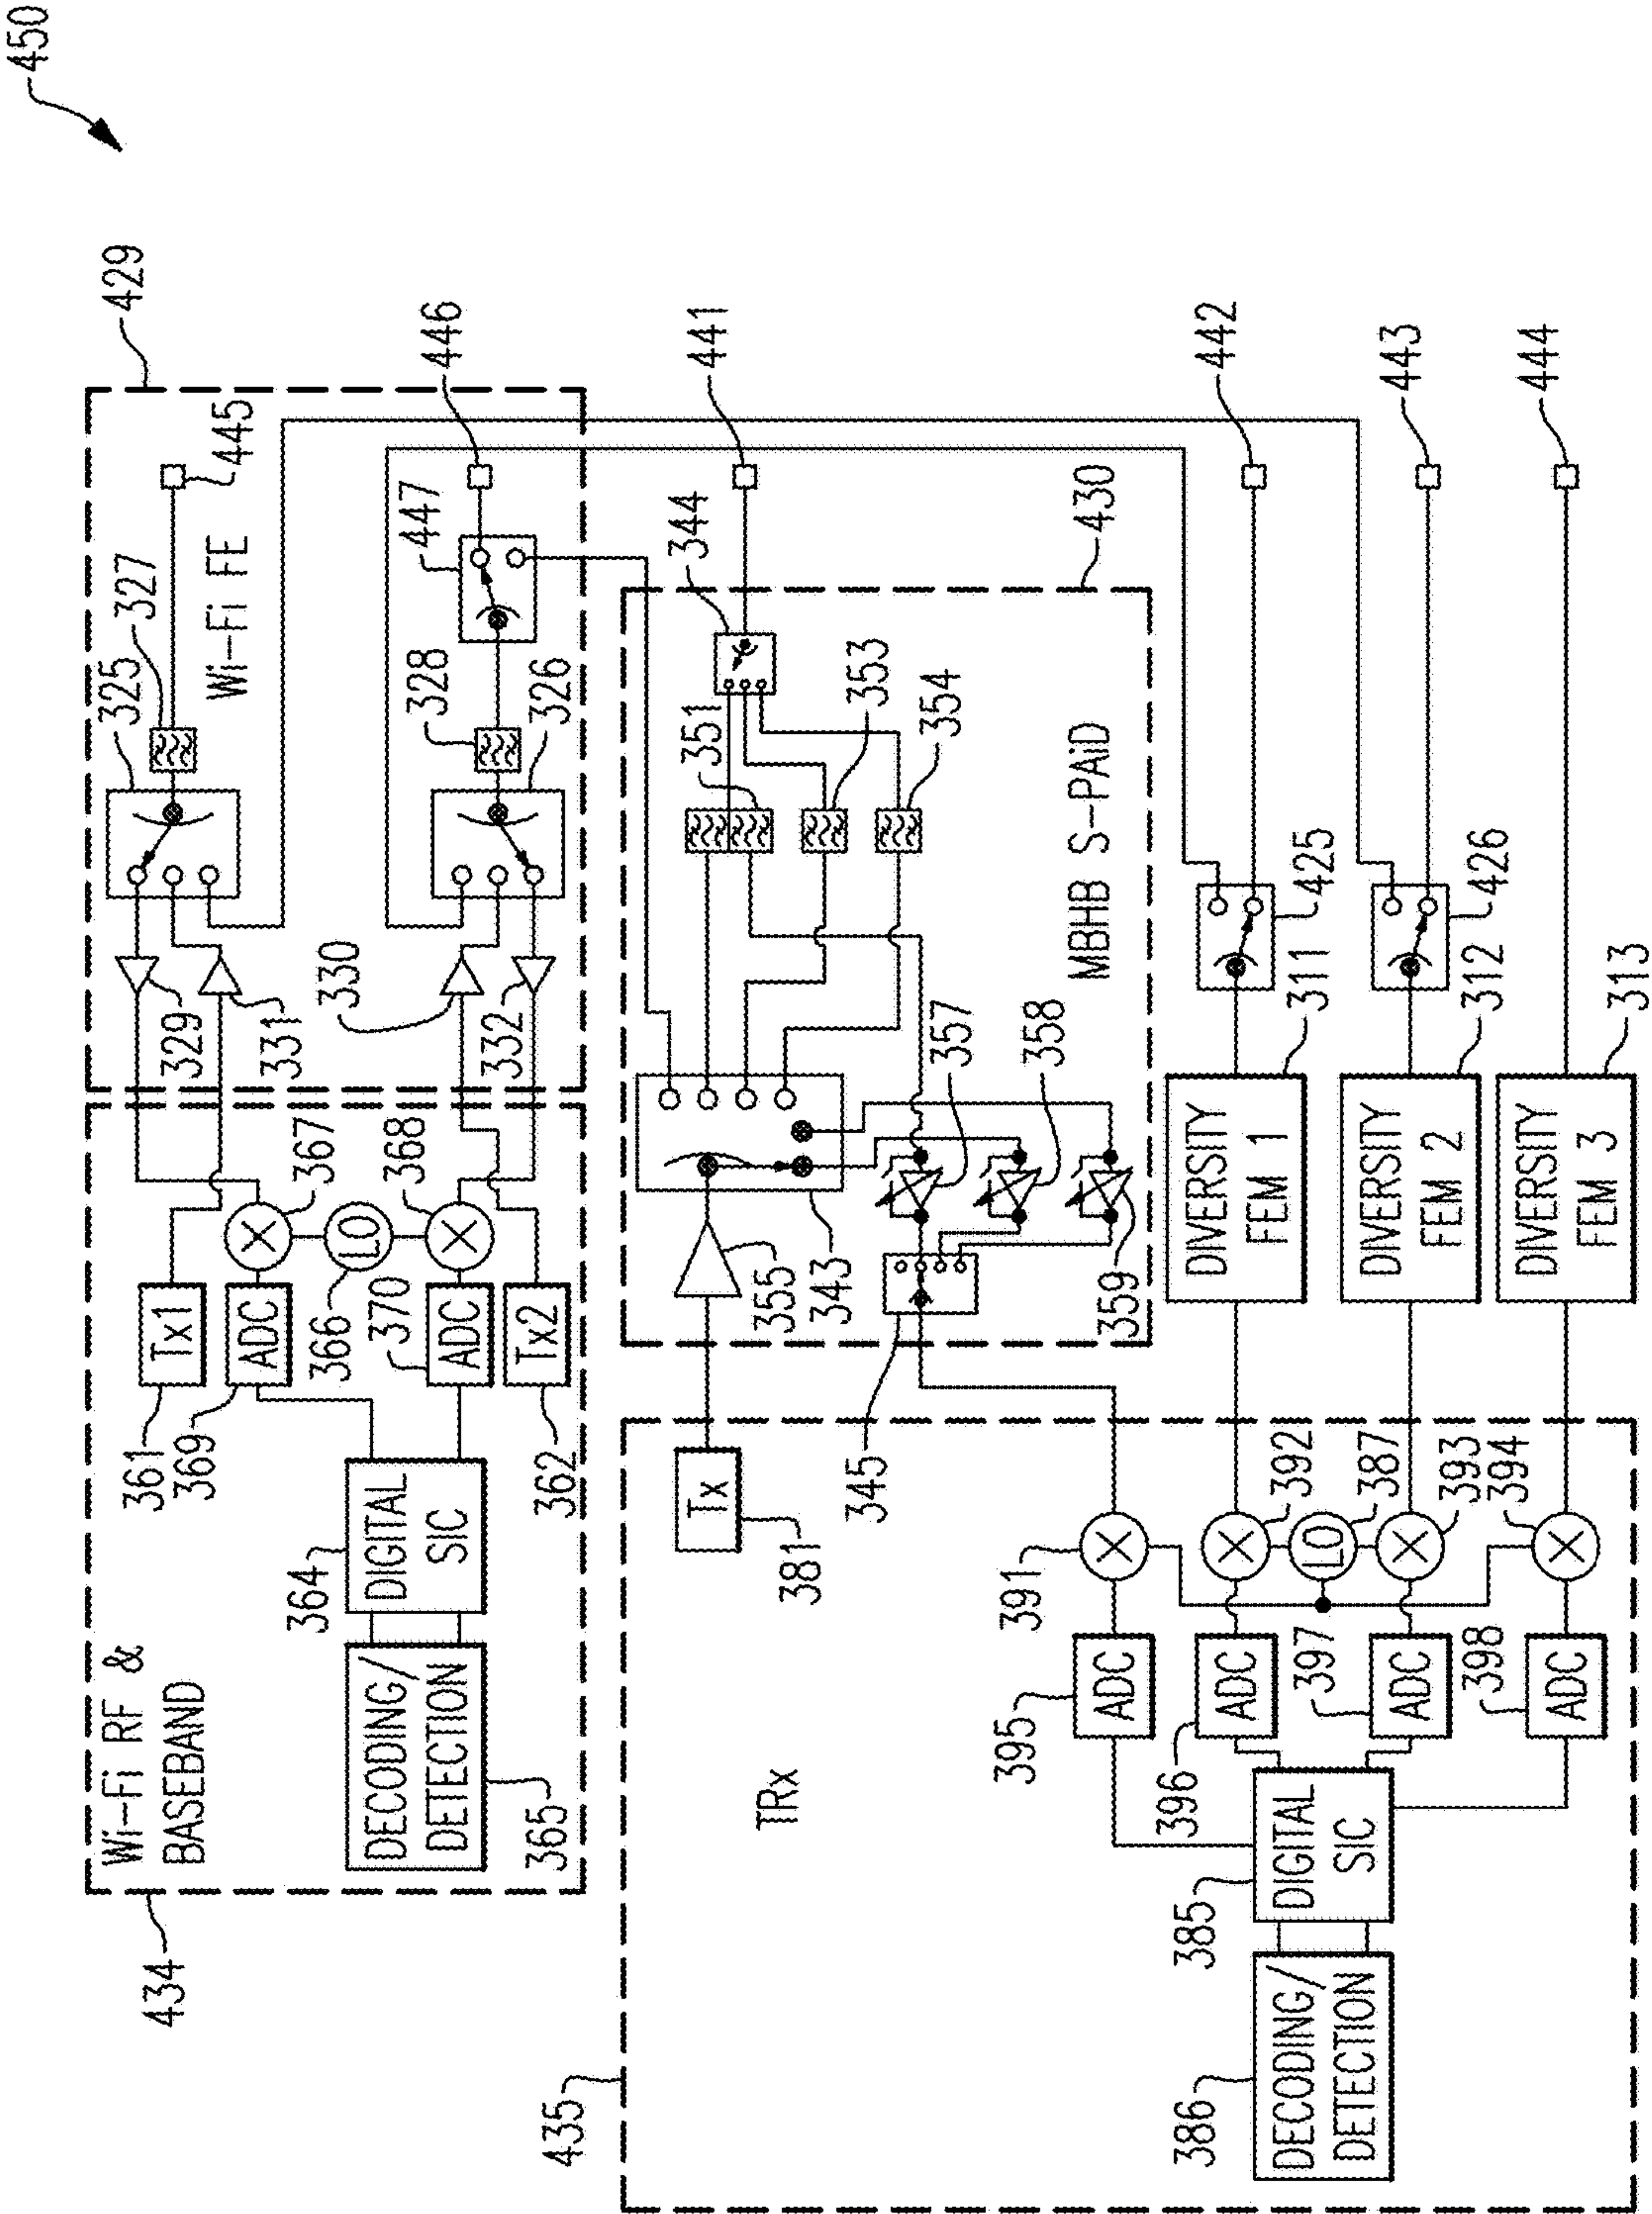 450
434
Wi-Fi RF &
BASEBAND
361
Tx1
329
325
327
429
369
ADC
367
331
Wi-Fi FE
445
364
366
LO
330
365
DECODING/
DETECTION
DIGITAL
SIC
370
ADC
368
332
328
447
446
362
Tx2
326
435
TRx
381
Tx
355
343
351
344
441
345
357
353
354
358
359
MBHB S-PAiD
430
395
ADC
391
386
385
396
ADC
392
DIVERSITY
FEM 1
311
425
442
DECODING/
DETECTION
DIGITAL
SIC
397
LO
387
ADC
393
DIVERSITY
FEM 2
312
426
443
398
ADC
394
DIVERSITY
FEM 3
313
444